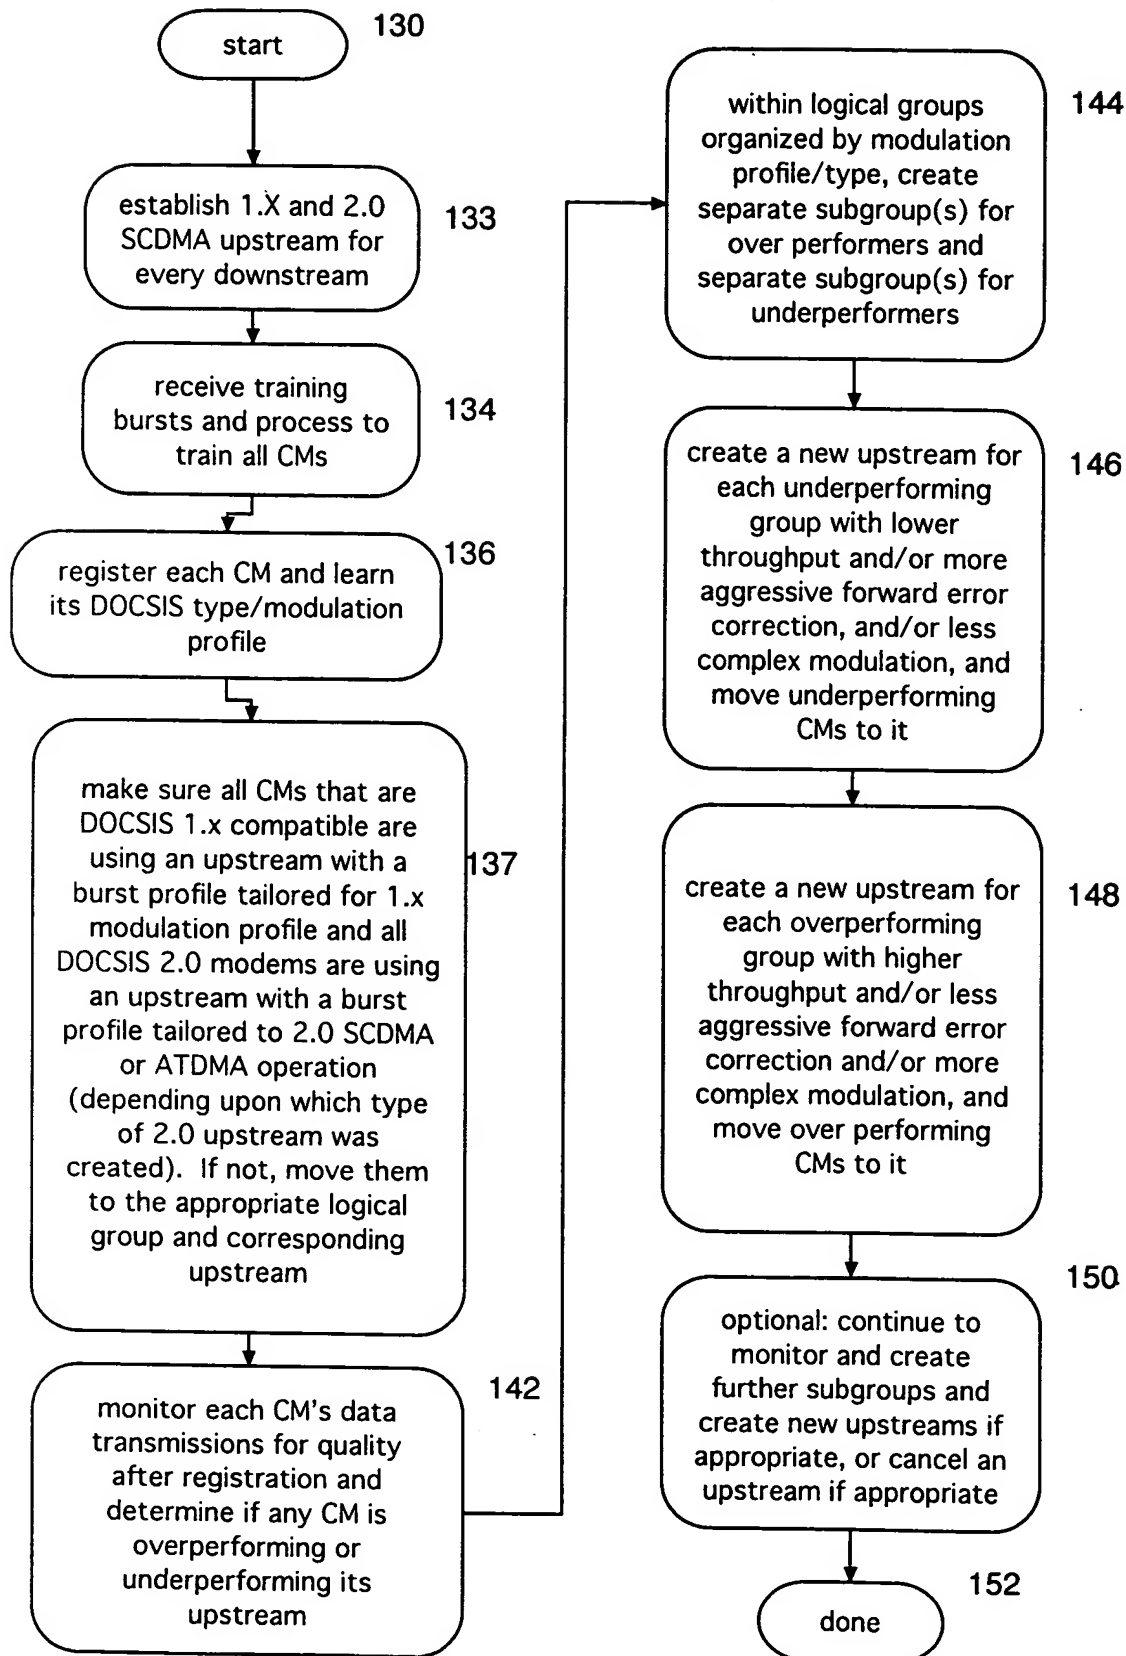 start
130
establish 1.X and 2.0
SCDMA upstream for
every downstream
133
receive training
bursts and process to
train all CMs
134
register each CM and learn
its DOCSIS type/modulation
profile
136
make sure all CMs that are
DOCSIS 1.x compatible are
using an upstream with a
burst profile tailored for 1.x
modulation profile and all
DOCSIS 2.0 modems are using
an upstream with a burst
profile tailored to 2.0 SCDMA
or ATDMA operation
(depending upon which type
of 2.0 upstream was
created). If not, move them
to the appropriate logical
group and corresponding
upstream
137
monitor each CM's data
transmissions for quality
after registration and
determine if any CM is
overperforming or
underperforming its
upstream
142
within logical groups
organized by modulation
profile/type, create
separate subgroup(s) for
over performers and
separate subgroup(s) for
underperformers
144
create a new upstream for
each underperforming
group with lower
throughput and/or more
aggressive forward error
correction, and/or less
complex modulation, and
move underperforming
CMs to it
146
create a new upstream for
each overperforming
group with higher
throughput and/or less
aggressive forward error
correction and/or more
complex modulation, and
move over performing
CMs to it
148
optional: continue to
monitor and create
further subgroups and
create new upstreams if
appropriate, or cancel an
upstream if appropriate
150
done
152